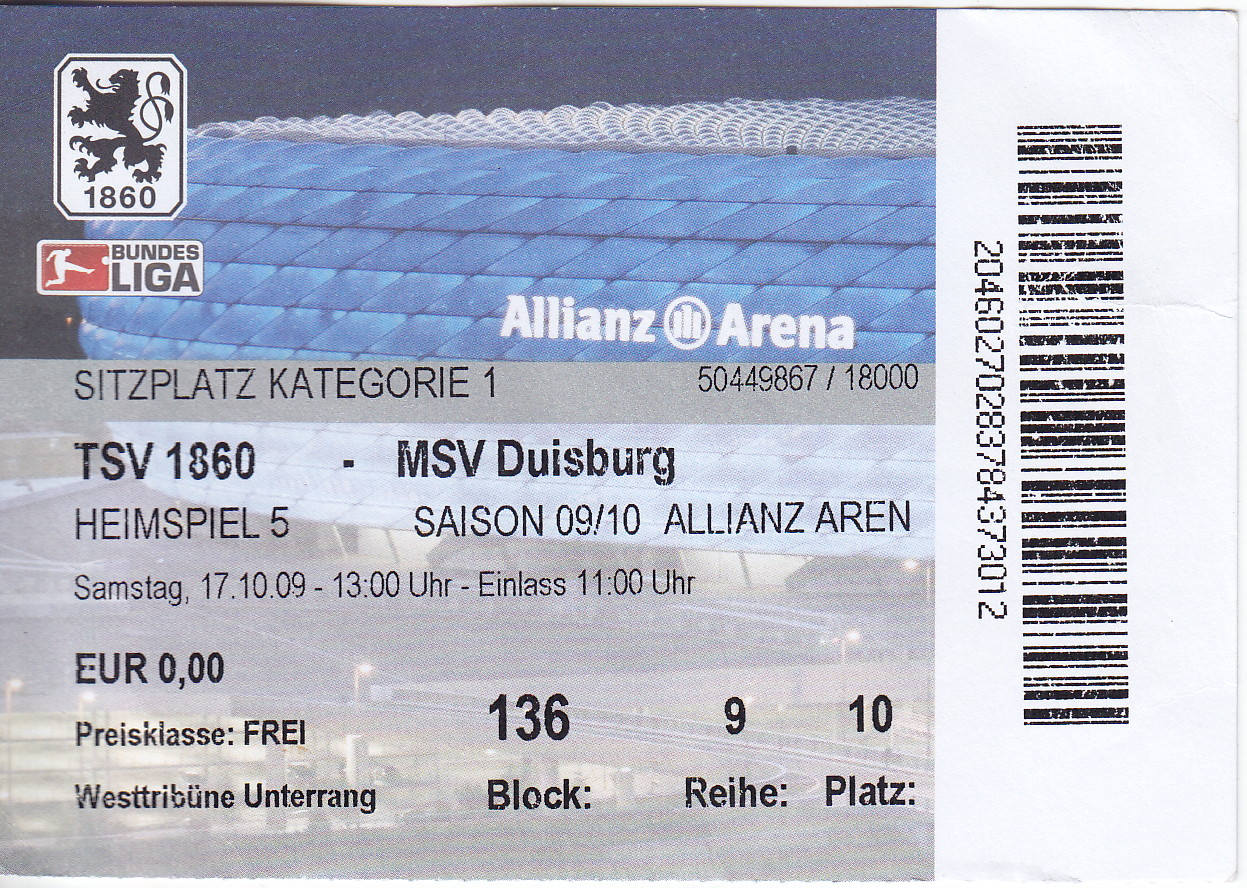 1860
BUNDES
LIGA
Allianz Arena
SITZPLATZ KATEGORIE 1 50449867 / 18000
TSV 1860 - MSV Duisburg
HEIMSPIEL 5 SAISON 09/10 ALLIANZ AREN
Samstag, 17.10.09 - 13:00 Uhr - Einlass 11:00 Uhr
EUR 0,00
136 9 10
Preisklasse: FREI
Westtribüne Unterrang Block: Reihe: Platz:
2046027028378437301 2